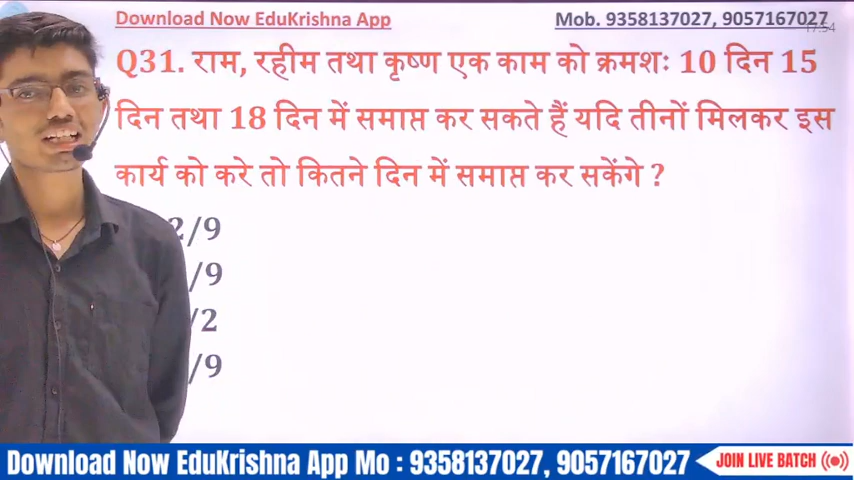 Download Now EduKrishna App
Mob. 9358137027, 9057167027
17:54
Q31. राम, रहीम तथा कृष्ण एक काम को क्रमशः 10 दिन 15
दिन तथा 18 दिन में समाप्त कर सकते हैं यदि तीनों मिलकर इस
कार्य को करे तो कितने दिन में समाप्त कर सकेंगे ?
2/9
/9
/2
/9
Download Now EduKrishna App Mo : 9358137027, 9057167027
JOIN LIVE BATCH